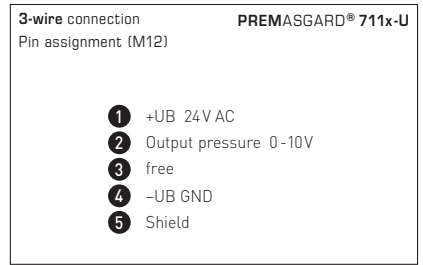 3-wire connection PREMASGARD® 711x-U
Pin assignment (M12)
1 +UB 24V AC
2 Output pressure 0-10V
3 free
4 –UB GND
5 Shield